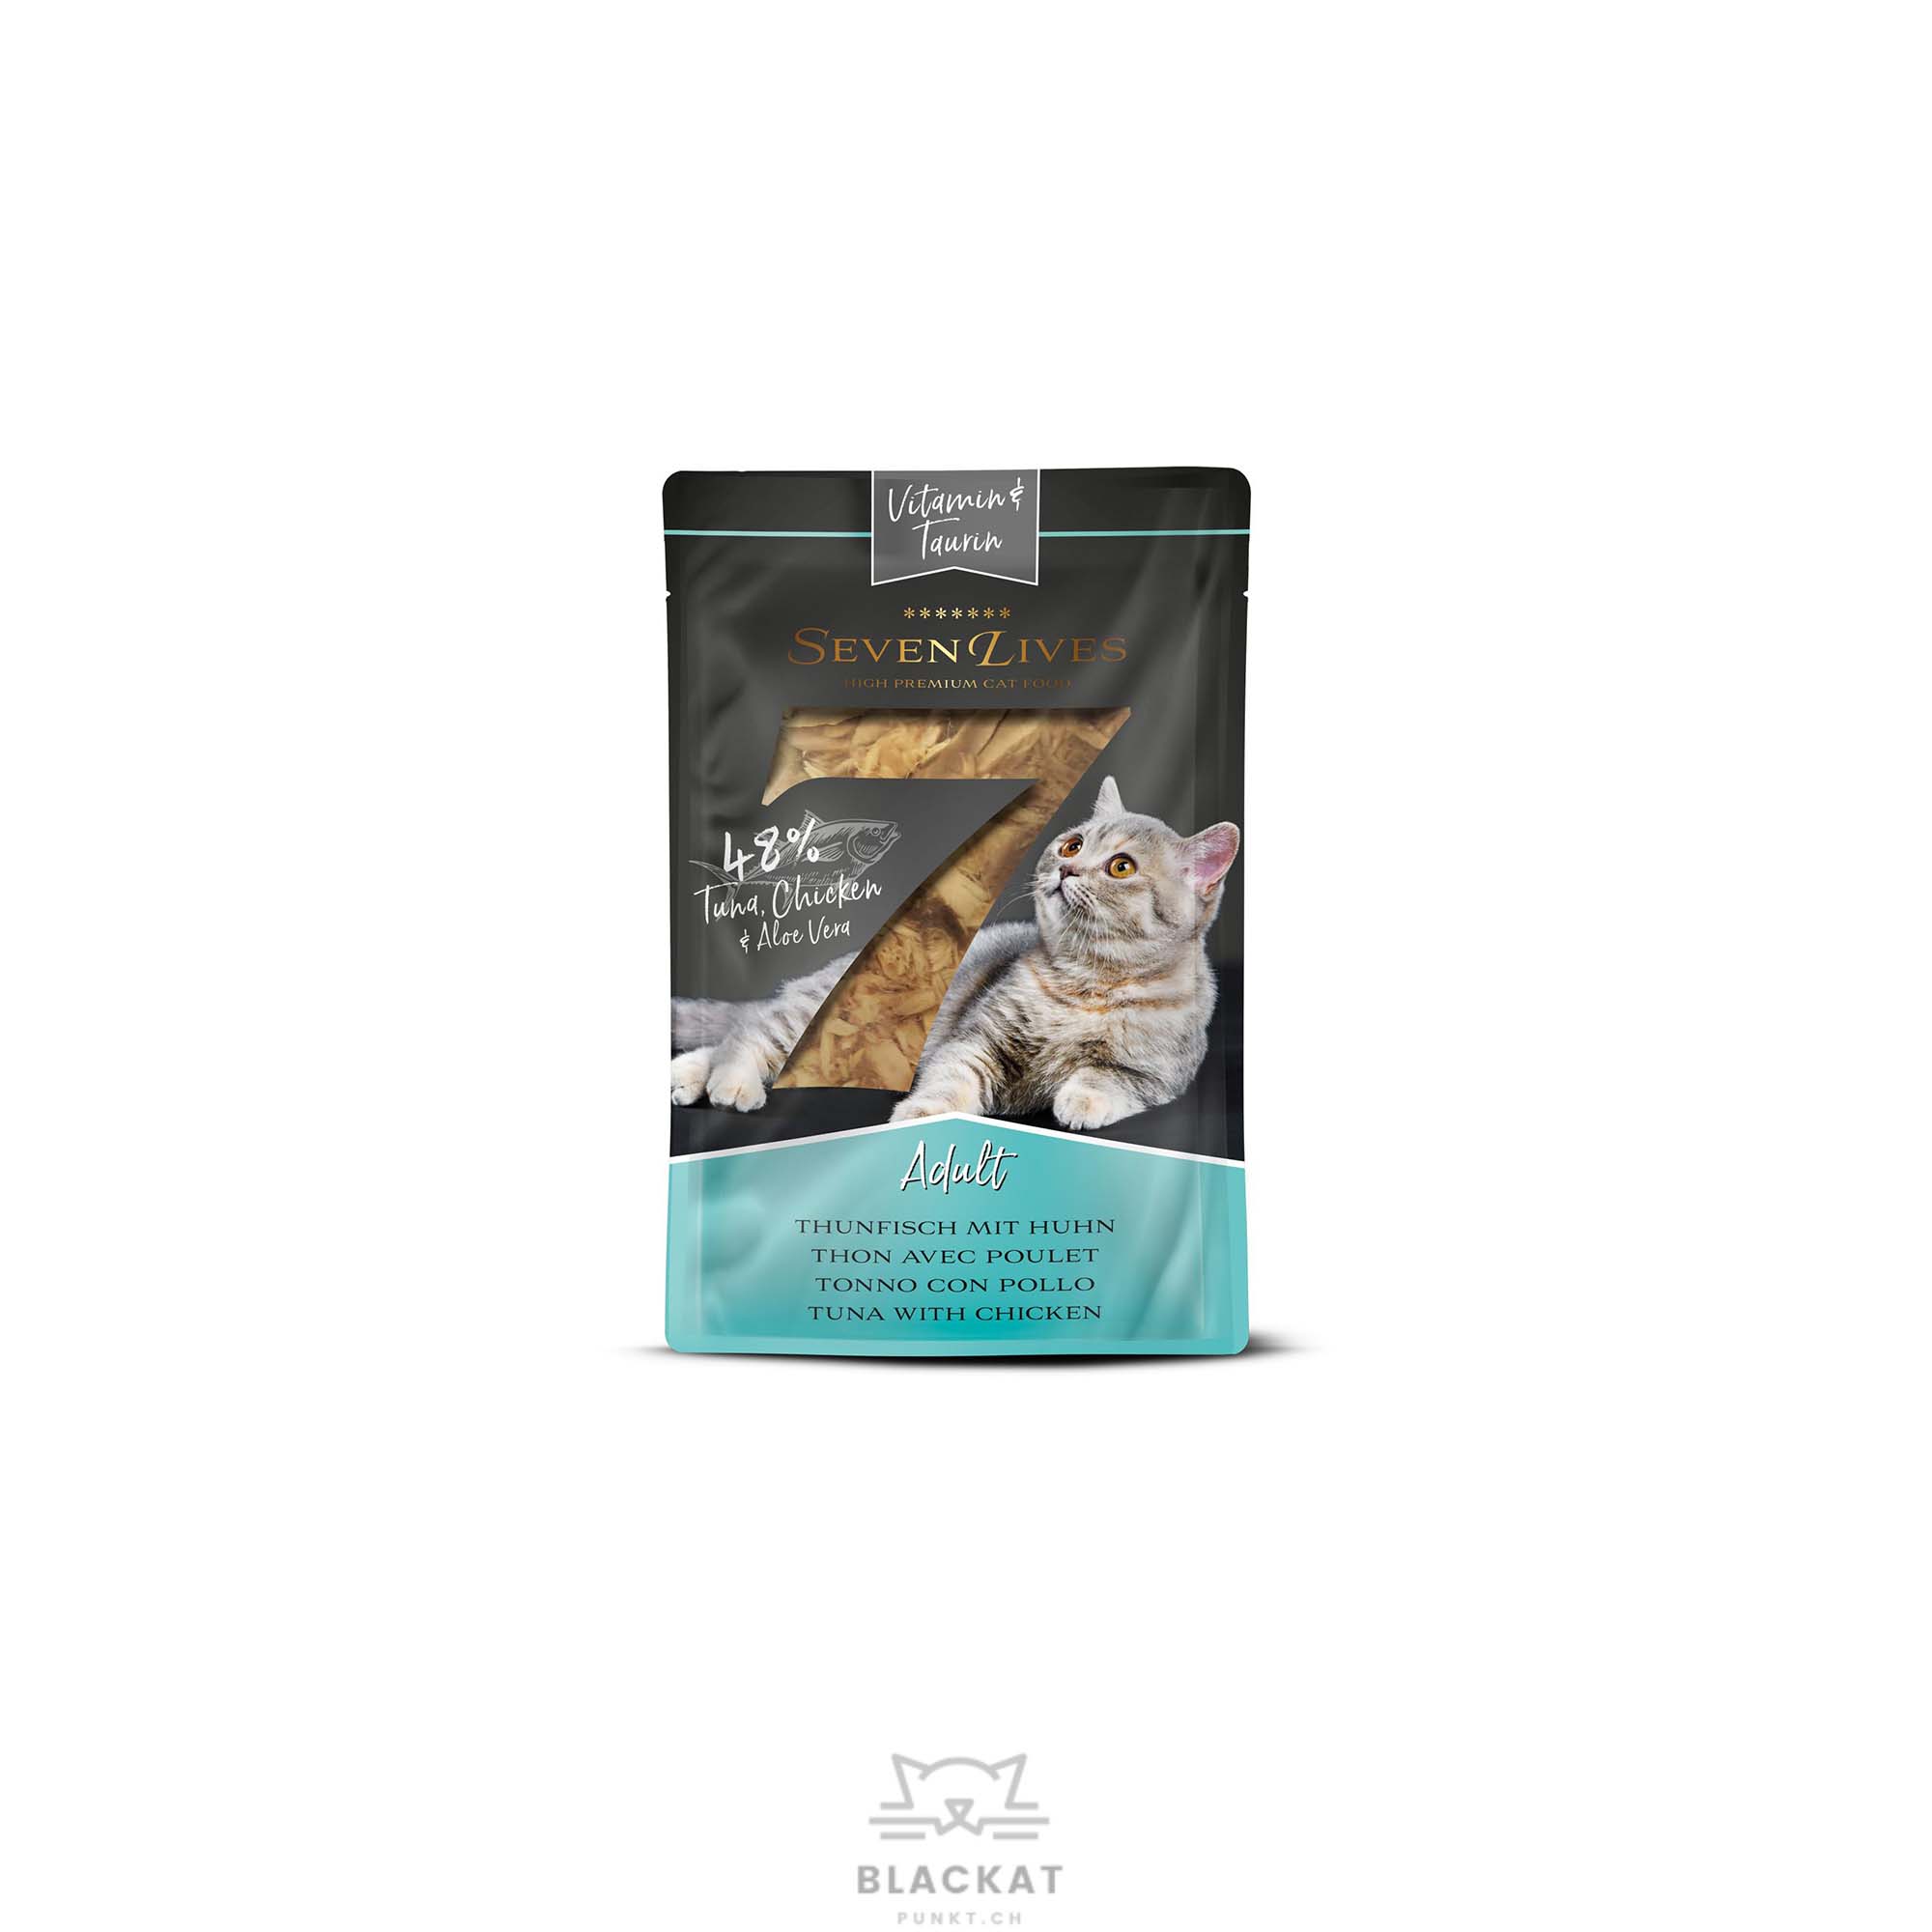 Vitamin &
Taurin
*******
SEVEN LIVES
HIGH PREMIUM CAT FOOD
7
48%
Tuna, Chicken
& Aloe Vera
Adult
THUNFISCH MIT HUHN
THON AVEC POULET
TONNO CON POLLO
TUNA WITH CHICKEN
BLACKAT
PUNKT.CH